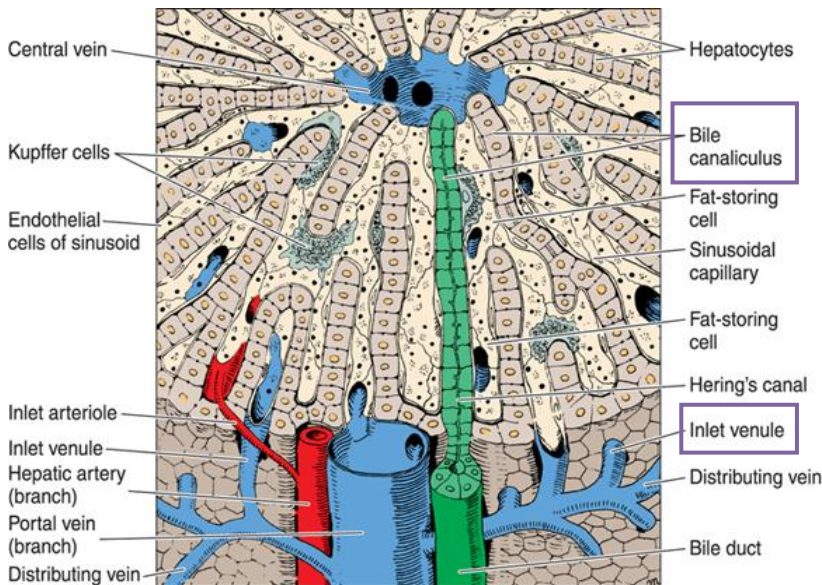 Central vein
Kupffer cells
Endothelial
cells of sinusoid
Inlet arteriole
Inlet venule
Hepatic artery
(branch)
Portal vein
(branch)
Distributing vein
Hepatocytes
Bile
canaliculus
Fat-storing
cell
Sinusoidal
capillary
Fat-storing
cell
Hering's canal
Inlet venule
Distributing vein
Bile duct